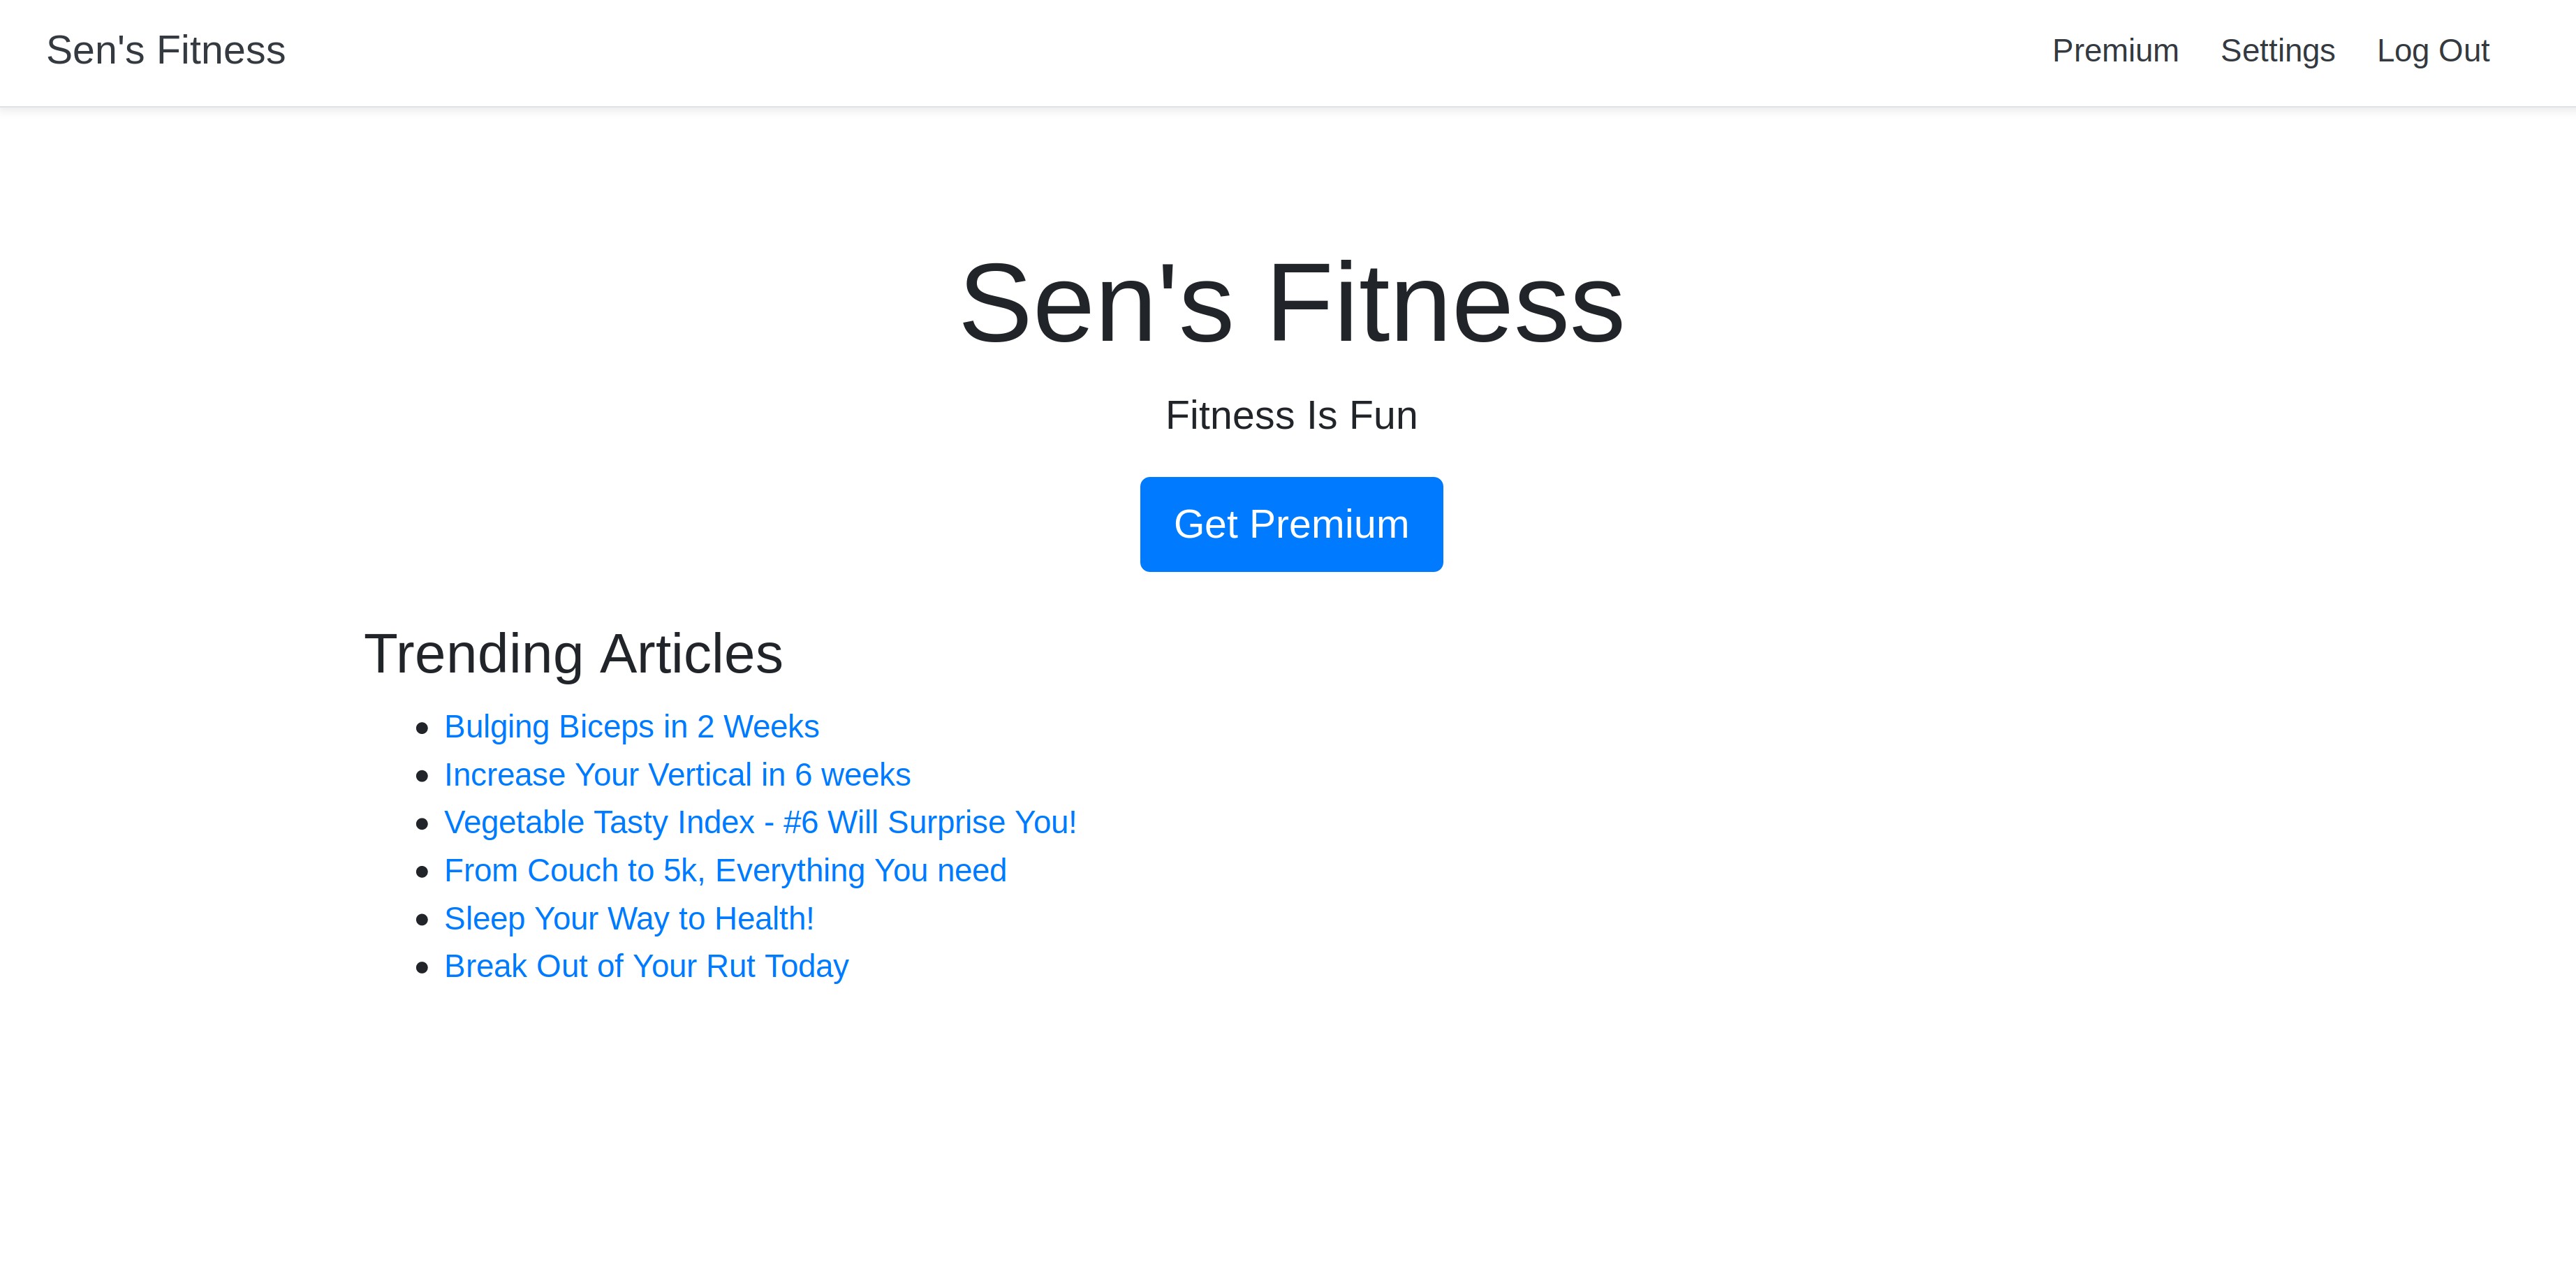 Sen's Fitness
Premium Settings Log Out
Sen's Fitness
Fitness Is Fun
Get Premium
Trending Articles
Bulging Biceps in 2 Weeks
Increase Your Vertical in 6 weeks
Vegetable Tasty Index - #6 Will Surprise You!
From Couch to 5k, Everything You need
Sleep Your Way to Health!
Break Out of Your Rut Today